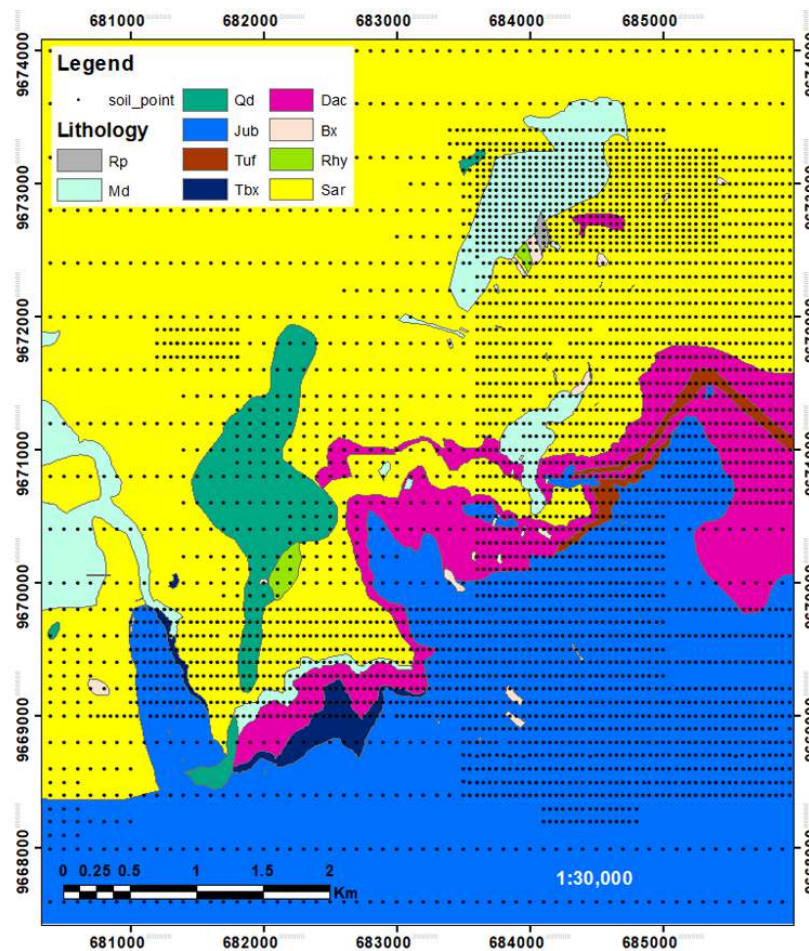 681000 682000 683000 684000 685000
9674000 9674000
Legend
soil_point Qd Dac
Lithology Jub Bx
Rp Tuf Rhy
Md Tbx Sar
9673000
9672000
9671000
9670000
9669000
9668000
0 0.25 0.5 1 1.5 2
Km
1:30,000
681000 682000 683000 684000 685000